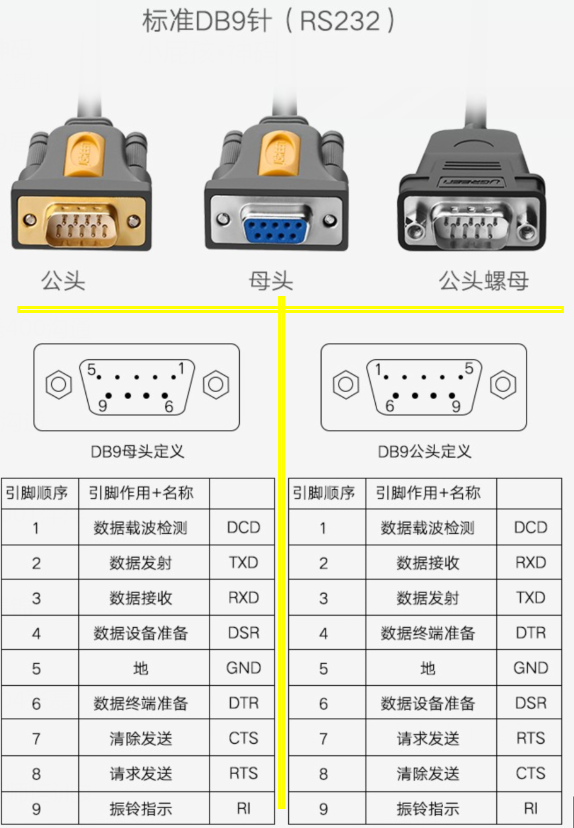 标准DB9针（RS232）
UGREEN
公头
母头
公头螺母
5 1
9 6
DB9母头定义
引脚顺序 引脚作用+名称
1 数据载波检测 DCD
2 数据发射 TXD
3 数据接收 RXD
4 数据设备准备 DSR
5 地 GND
6 数据终端准备 DTR
7 清除发送 CTS
8 请求发送 RTS
9 振铃指示 RI
1 5
6 9
DB9公头定义
引脚顺序 引脚作用+名称
1 数据载波检测 DCD
2 数据接收 RXD
3 数据发射 TXD
4 数据终端准备 DTR
5 地 GND
6 数据设备准备 DSR
7 请求发送 RTS
8 清除发送 CTS
9 振铃指示 RI